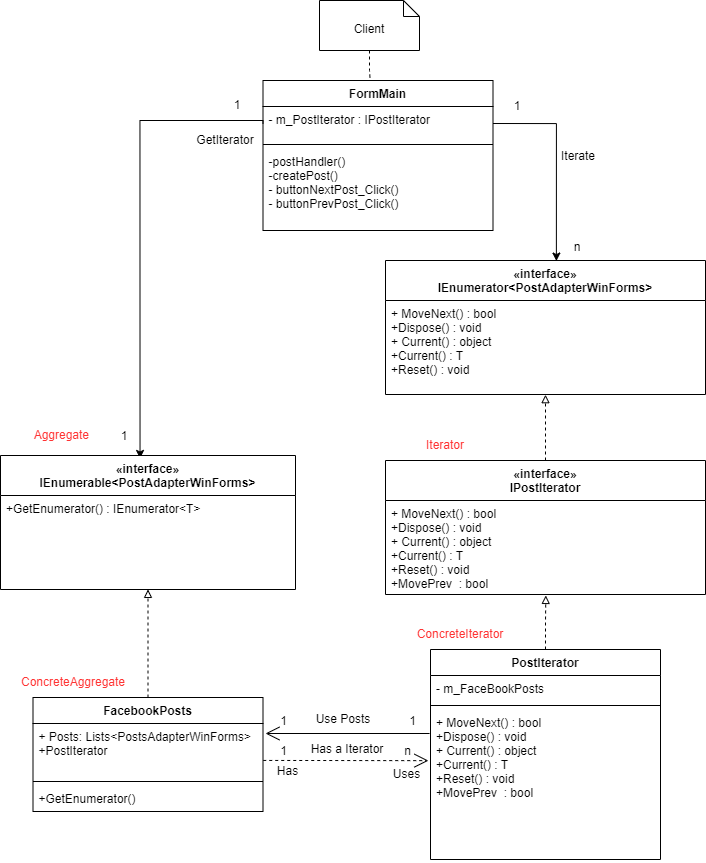 Client
FormMain
- m_PostIterator : IPostIterator
-postHandler()
-createPost()
- buttonNextPost_Click()
- buttonPrevPost_Click()
1
GetIterator
1
Iterate
n
«interface»
IEnumerator<PostAdapterWinForms>
+ MoveNext() : bool
+Dispose() : void
+ Current() : object
+Current() : T
+Reset() : void
Aggregate
1
Iterator
«interface»
IEnumerable<PostAdapterWinForms>
+GetEnumerator() : IEnumerator<T>
«interface»
IPostIterator
+ MoveNext() : bool
+Dispose() : void
+ Current() : object
+Current() : T
+Reset() : void
+MovePrev : bool
ConcreteIterator
ConcreteAggregate
PostIterator
- m_FaceBookPosts
+ MoveNext() : bool
+Dispose() : void
+ Current() : object
+Current() : T
+Reset() : void
+MovePrev : bool
FacebookPosts
+ Posts: Lists<PostsAdapterWinForms>
+PostIterator
+GetEnumerator()
1 Use Posts 1
1 Has a Iterator n
Has Uses